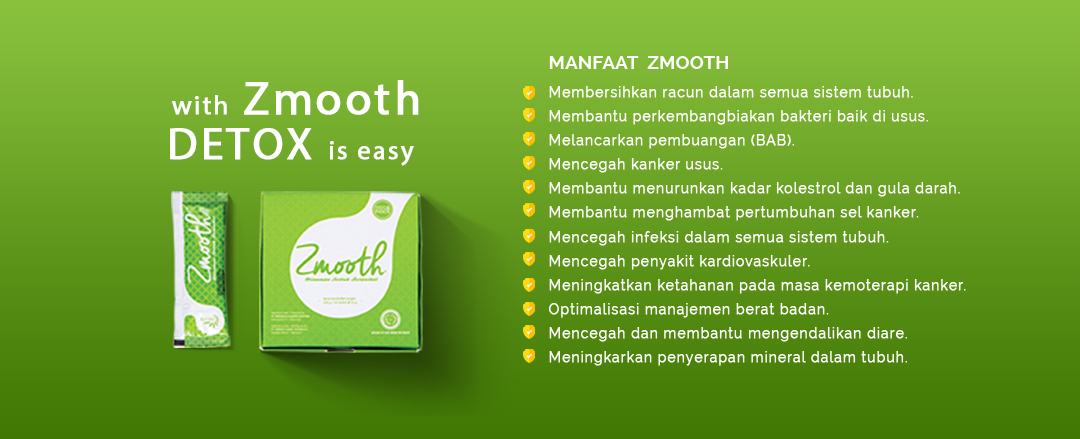 with Zmooth
DETOX is easy
Zmooth
Zmooth
Minuman Serbuk Berserikat
MANFAAT ZMOOTH
Membersihkan racun dalam semua sistem tubuh.
Membantu perkembangbiakan bakteri baik di usus.
Melancarkan pembuangan (BAB).
Mencegah kanker usus.
Membantu menurunkan kadar kolestrol dan gula darah.
Membantu menghambat pertumbuhan sel kanker.
Mencegah infeksi dalam semua sistem tubuh.
Mencegah penyakit kardiovaskuler.
Meningkatkan ketahanan pada masa kemoterapi kanker.
Optimalisasi manajemen berat badan.
Mencegah dan membantu mengendalikan diare.
Meningkarkan penyerapan mineral dalam tubuh.